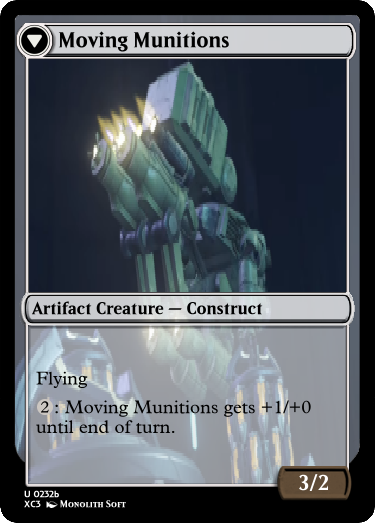 Moving Munitions
Artifact Creature — Construct
Flying
2 : Moving Munitions gets +1/+0
until end of turn.
3/2
U 0232b
XC3 Monolith Soft